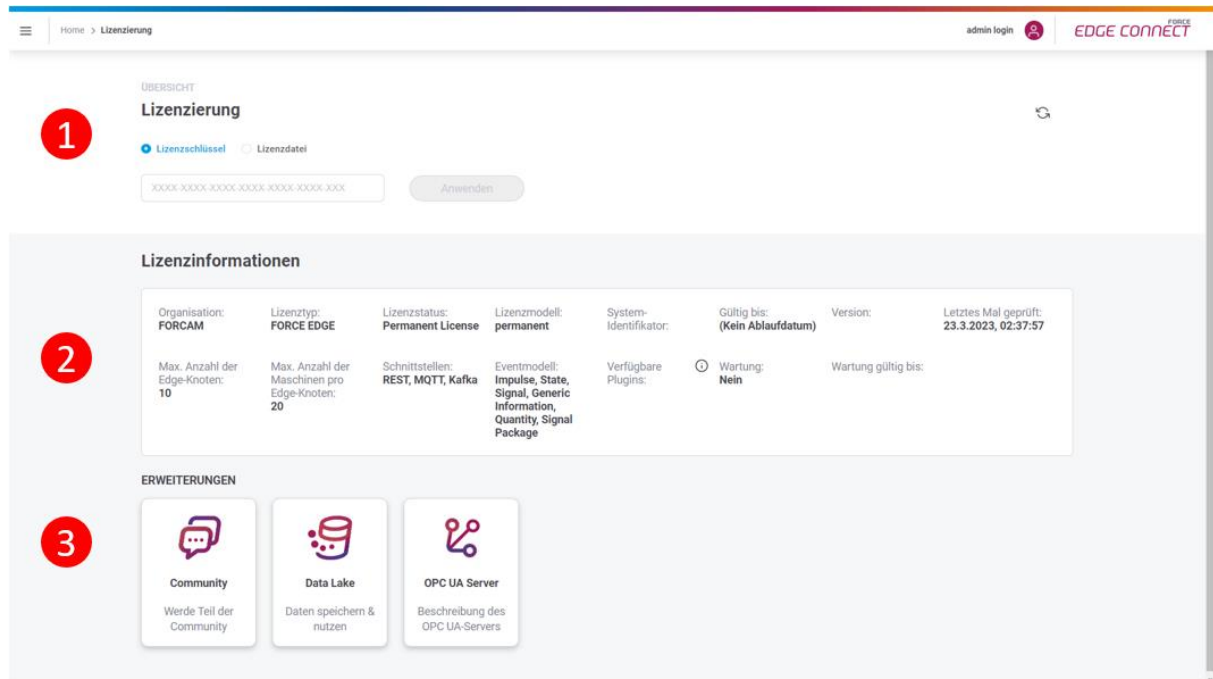 Home > Lizenzierung
admin login
FORCE
EDGE CONNECT
ÜBERSICHT
Lizenzierung
1
Lizenzschlüssel
Lizenzdatei
XXXX-XXXX-XXXX-XXXX-XXXX-XXXX-XXX
Anwenden
Lizenzinformationen
2
Organisation:
FORCAM
Lizenztyp:
FORCE EDGE
Lizenzstatus:
Permanent License
Lizenzmodell:
permanent
System-
Identifikator:
Gültig bis:
(Kein Ablaufdatum)
Version:
Letztes Mal geprüft:
23.3.2023, 02:37:57
Max. Anzahl der
Edge-Knoten:
10
Max. Anzahl der
Maschinen pro
Edge-Knoten:
20
Schnittstellen:
REST, MQTT, Kafka
Eventmodell:
Impulse, State,
Signal, Generic
Information,
Quantity, Signal
Package
Verfügbare
Plugins:
Wartung:
Nein
Wartung gültig bis:
ERWEITERUNGEN
3
Community
Werde Teil der
Community
Data Lake
Daten speichern &
nutzen
OPC UA Server
Beschreibung des
OPC UA-Servers